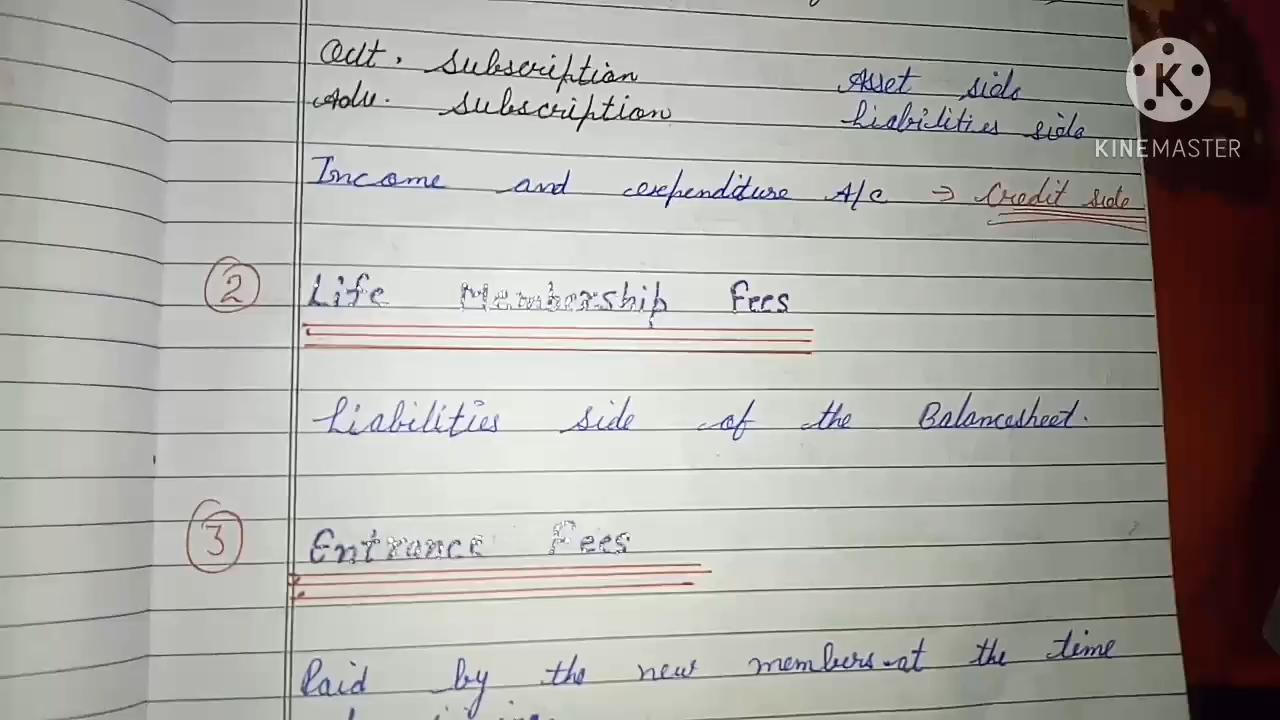 Out. Subscription Asset side
Adv. Subscription Liabilities side
KINEMASTER
Income and expenditure A/c → Credit side
2 Life Membership Fees
Liabilities side of the Balancesheet.
3 Entrance Fees
Paid by the new members at the time